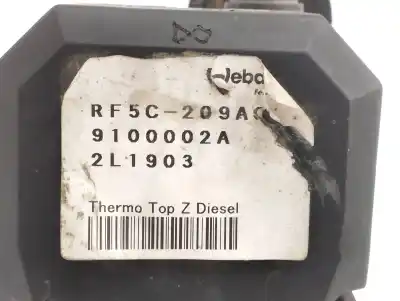 RF5C-209A
9100002A
2L1903
Thermo Top Z Diesel